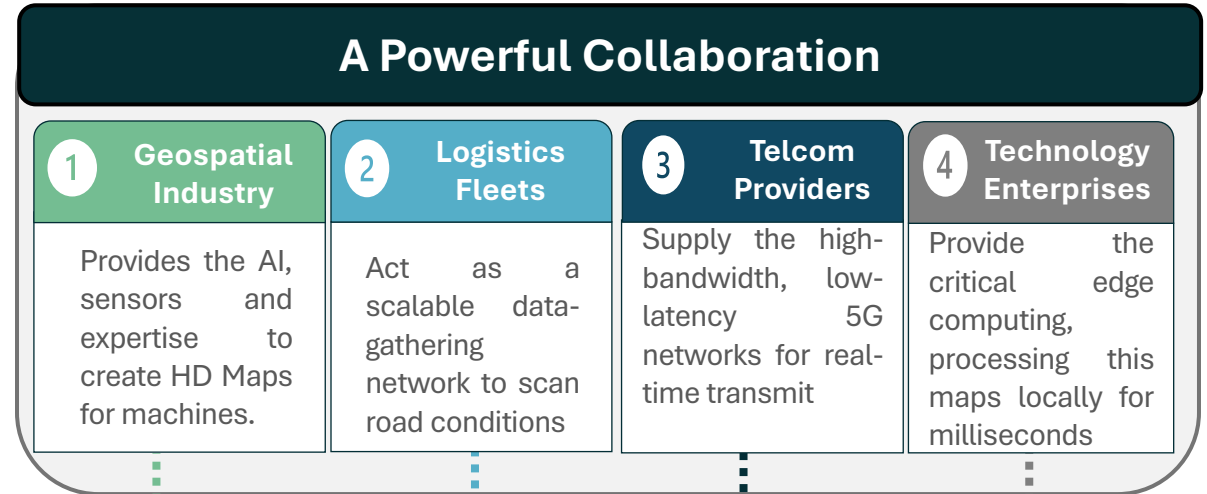 A Powerful Collaboration
1
Geospatial
Industry
Provides the AI,
sensors and
expertise to
create HD Maps
for machines.
2
Logistics
Fleets
Act as a
scalable data-
gathering
network to scan
road conditions
3
Telcom
Providers
Supply the high-
bandwidth, low-
latency 5G
networks for real-
time transmit
4
Technology
Enterprises
Provide the
critical edge
computing,
processing this
maps locally for
milliseconds